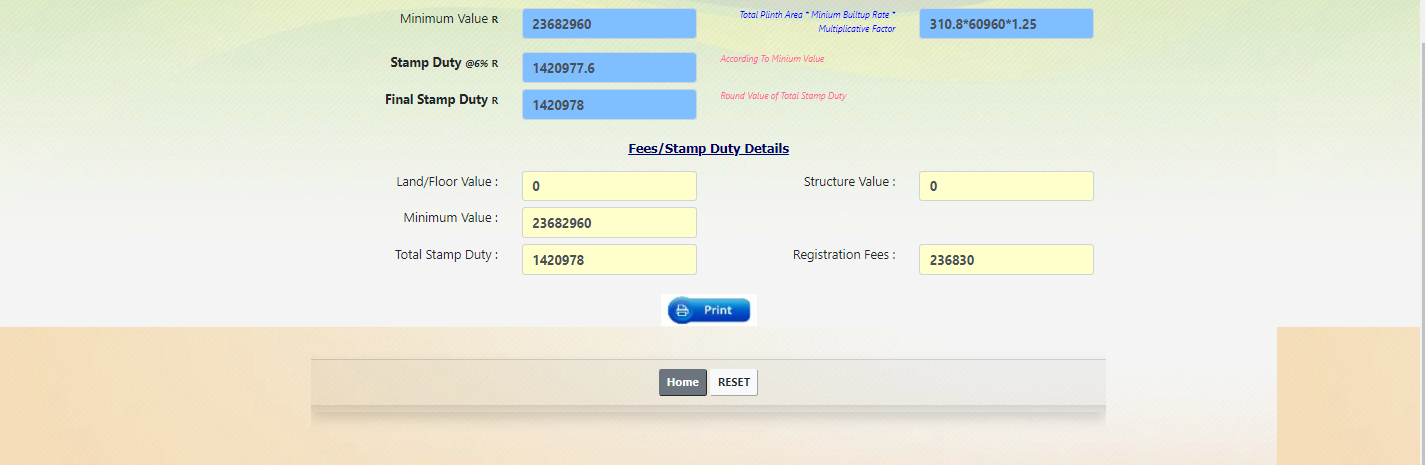 Minimum Value R 23682960 Total Plinth Area * Minium Builtup Rate * 310.8*60960*1.25
Multiplicative Factor
Stamp Duty @6% R 1420977.6 According To Minium Value
Final Stamp Duty R 1420978 Round Value of Total Stamp Duty
Fees/Stamp Duty Details
Land/Floor Value : 0 Structure Value : 0
Minimum Value : 23682960
Total Stamp Duty : 1420978 Registration Fees : 236830
Print
Home RESET